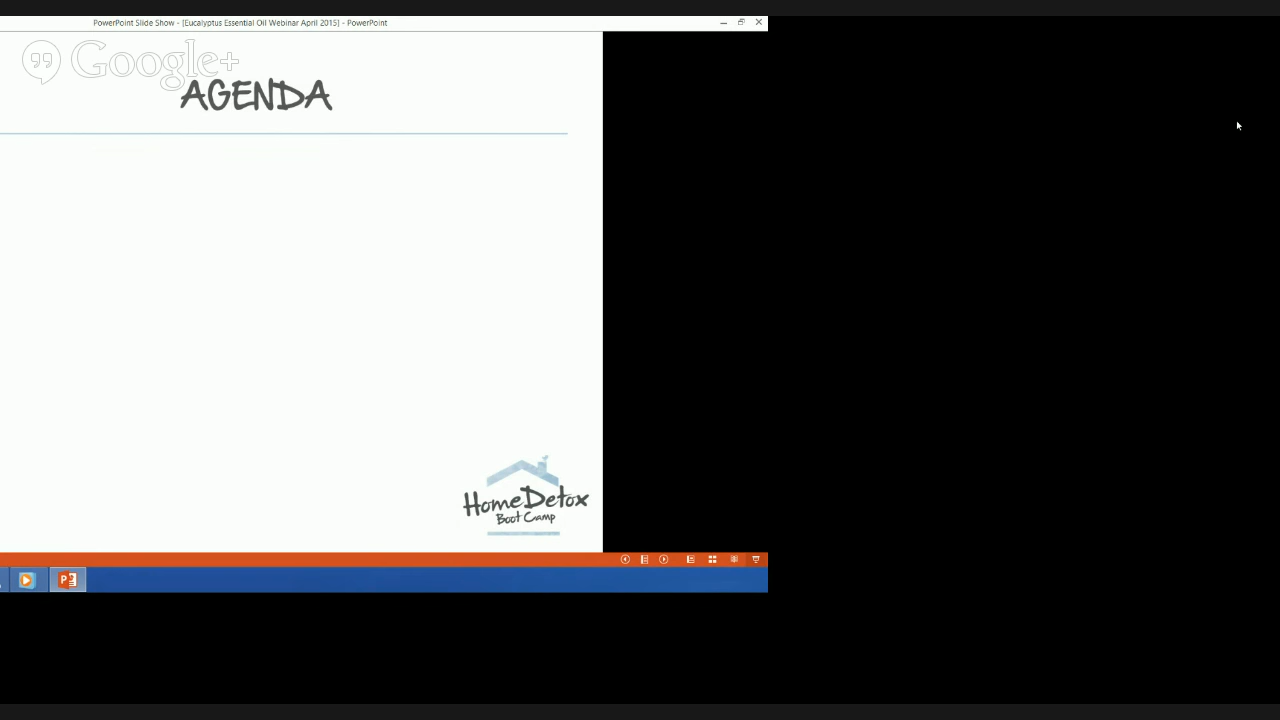 PowerPoint Slide Show - [Eucalyptus Essential Oil Webinar April 2015] - PowerPoint
Google+
AGENDA
HomeDetox
Boot Camp